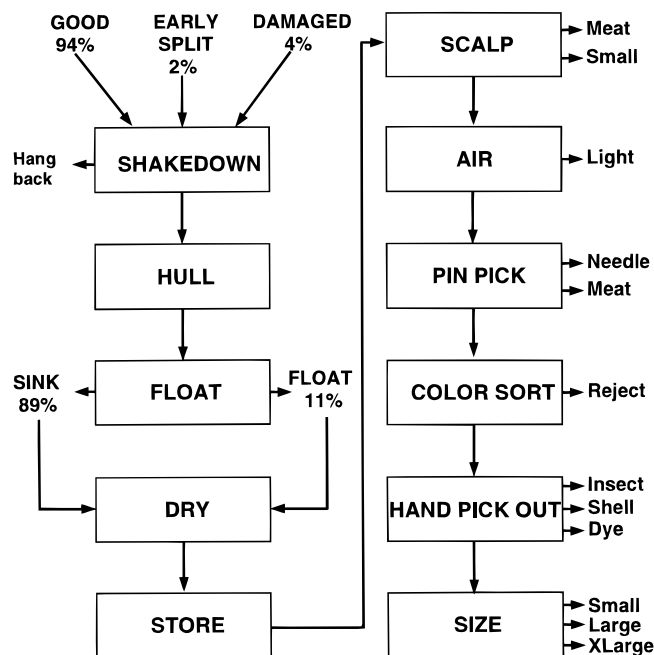 GOOD
94%
EARLY
SPLIT
2%
DAMAGED
4%
SHAKEDOWN
Hang
back
HULL
FLOAT
SINK
89%
FLOAT
11%
DRY
STORE
SCALP
Meat
Small
AIR
Light
PIN PICK
Needle
Meat
COLOR SORT
Reject
HAND PICK OUT
Insect
Shell
Dye
SIZE
Small
Large
XLarge